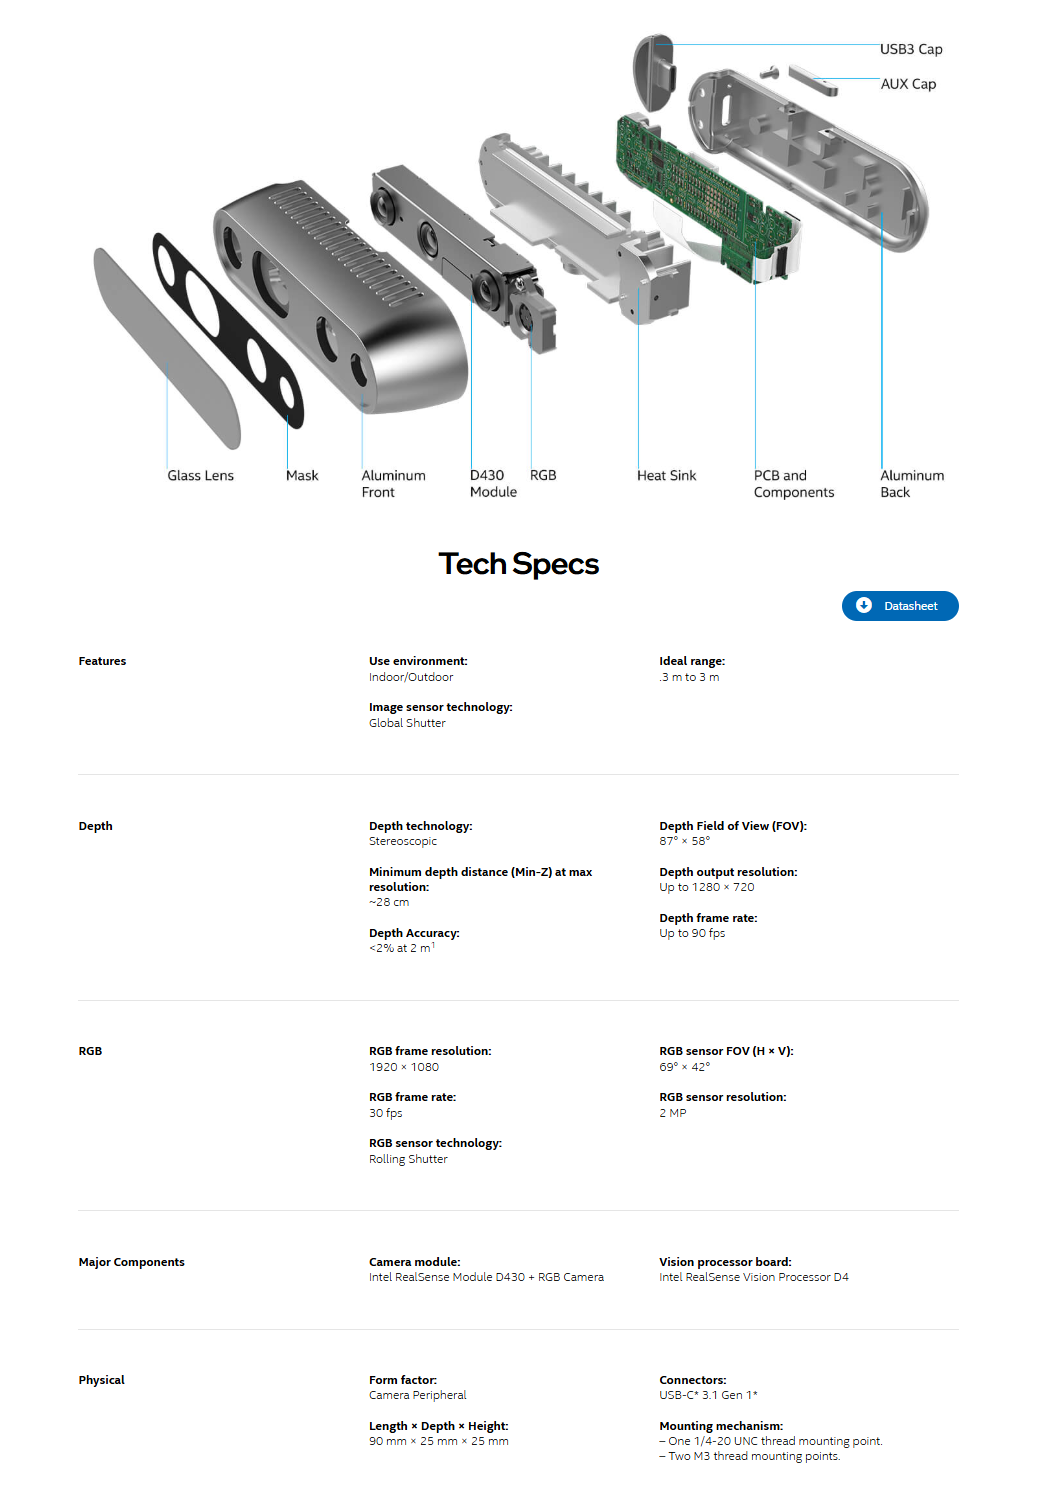 USB3 Cap
AUX Cap
Glass Lens
Mask
Aluminum
Front
D430
Module
RGB
Heat Sink
PCB and
Components
Aluminum
Back
Tech Specs
Datasheet
Features
Use environment:
Indoor/Outdoor
Image sensor technology:
Global Shutter
Ideal range:
.3 m to 3 m
Depth
Depth technology:
Stereoscopic
Minimum depth distance (Min-Z) at max
resolution:
~28 cm
Depth Accuracy:
<2% at 2 m¹
Depth Field of View (FOV):
87° × 58°
Depth output resolution:
Up to 1280 × 720
Depth frame rate:
Up to 90 fps
RGB
RGB frame resolution:
1920 × 1080
RGB frame rate:
30 fps
RGB sensor technology:
Rolling Shutter
RGB sensor FOV (H × V):
69° × 42°
RGB sensor resolution:
2 MP
Major Components
Camera module:
Intel RealSense Module D430 + RGB Camera
Vision processor board:
Intel RealSense Vision Processor D4
Physical
Form factor:
Camera Peripheral
Length × Depth × Height:
90 mm × 25 mm × 25 mm
Connectors:
USB-C* 3.1 Gen 1*
Mounting mechanism:
– One 1/4-20 UNC thread mounting point.
– Two M3 thread mounting points.